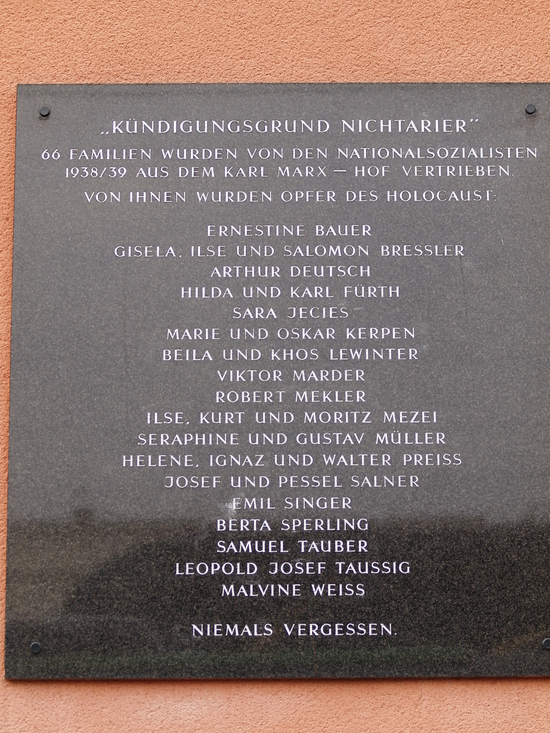 „KÜNDIGUNGSGRUND NICHTARIER“
66 FAMILIEN WURDEN VON DEN NATIONALSOZIALISTEN
1938/39 AUS DEM KARL MARX – HOF VERTRIEBEN.
VON IHNEN WURDEN OPFER DES HOLOCAUST:
ERNESTINE BAUER
GISELA, ILSE UND SALOMON BRESSLER
ARTHUR DEUTSCH
HILDA UND KARL FÜRTH
SARA JECIES
MARIE UND OSKAR KERPEN
BEILA UND KHOS LEWINTER
VIKTOR MARDER
ROBERT MEKLER
ILSE, KURT UND MORITZ MEZEI
SERAPHINE UND GUSTAV MÜLLER
HELENE, IGNAZ UND WALTER PREISS
JOSEF UND PESSEL SALNER
EMIL SINGER
BERTA SPERLING
SAMUEL TAUBER
LEOPOLD JOSEF TAUSSIG
MALVINE WEISS
NIEMALS VERGESSEN.